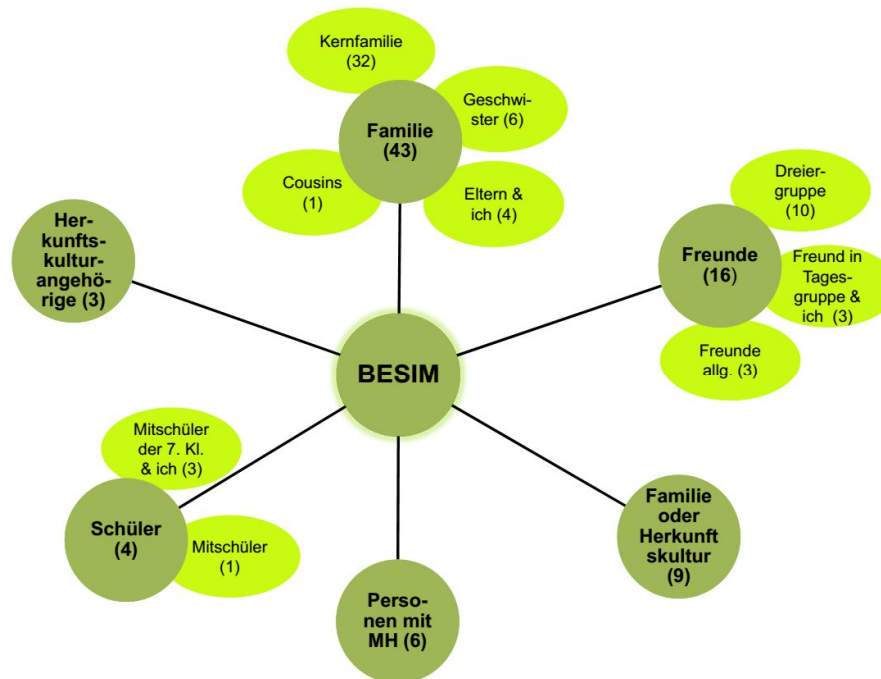 Kernfamilie
(32)
Geschwi-
ster (6)
Familie
(43)
Cousins
(1)
Eltern &
ich (4)
Dreier-
gruppe
(10)
Her-
kunfts-
kultur-
angehö-
rige (3)
Freunde
(16)
Freund in
Tages-
gruppe &
ich (3)
Freunde
allg. (3)
BESIM
Mitschüler
der 7. Kl.
& ich (3)
Schüler
(4)
Mitschüler
(1)
Familie
oder
Herkunft
skultur
(9)
Perso-
nen mit
MH (6)